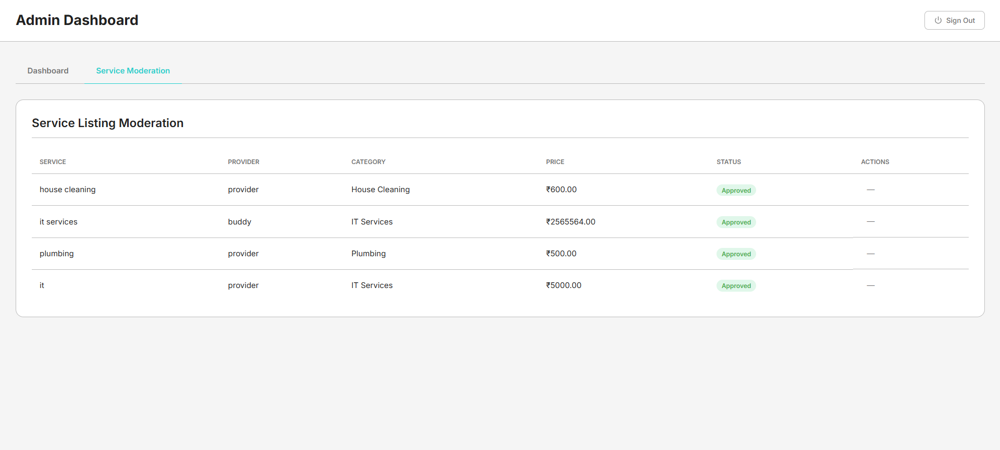 Admin Dashboard
Sign Out
Dashboard Service Moderation
Service Listing Moderation
SERVICE PROVIDER CATEGORY PRICE STATUS ACTIONS
house cleaning provider House Cleaning ₹600.00 Approved —
it services buddy IT Services ₹2565564.00 Approved —
plumbing provider Plumbing ₹500.00 Approved —
it provider IT Services ₹5000.00 Approved —